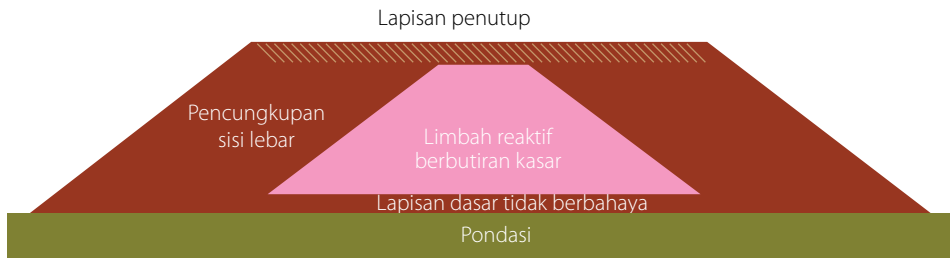 Lapisan penutup
Pencungkupan
sisi lebar
Limbah reaktif
berbutiran kasar
Lapisan dasar tidak berbahaya
Pondasi